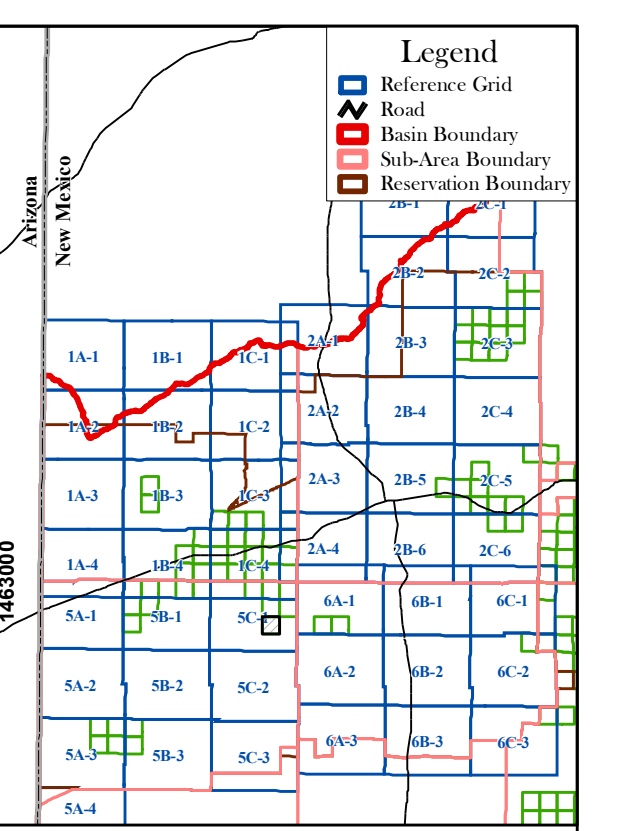 Legend
Reference Grid
Road
Basin Boundary
Sub-Area Boundary
Reservation Boundary
Arizona
New Mexico
1463000
2B-1 2C-1
2B-2 2C-2
2A-1 2B-3 2C-3
1A-1 1B-1 1C-1
2A-2 2B-4 2C-4
1A-2 1B-2 1C-2
2A-3 2B-5 2C-5
1A-3 1B-3 1C-3
2A-4 2B-6 2C-6
1A-4 1B-4 1C-4
6A-1 6B-1 6C-1
5A-1 5B-1 5C-1
6A-2 6B-2 6C-2
5A-2 5B-2 5C-2
6A-3 6B-3 6C-3
5A-3 5B-3 5C-3
5A-4